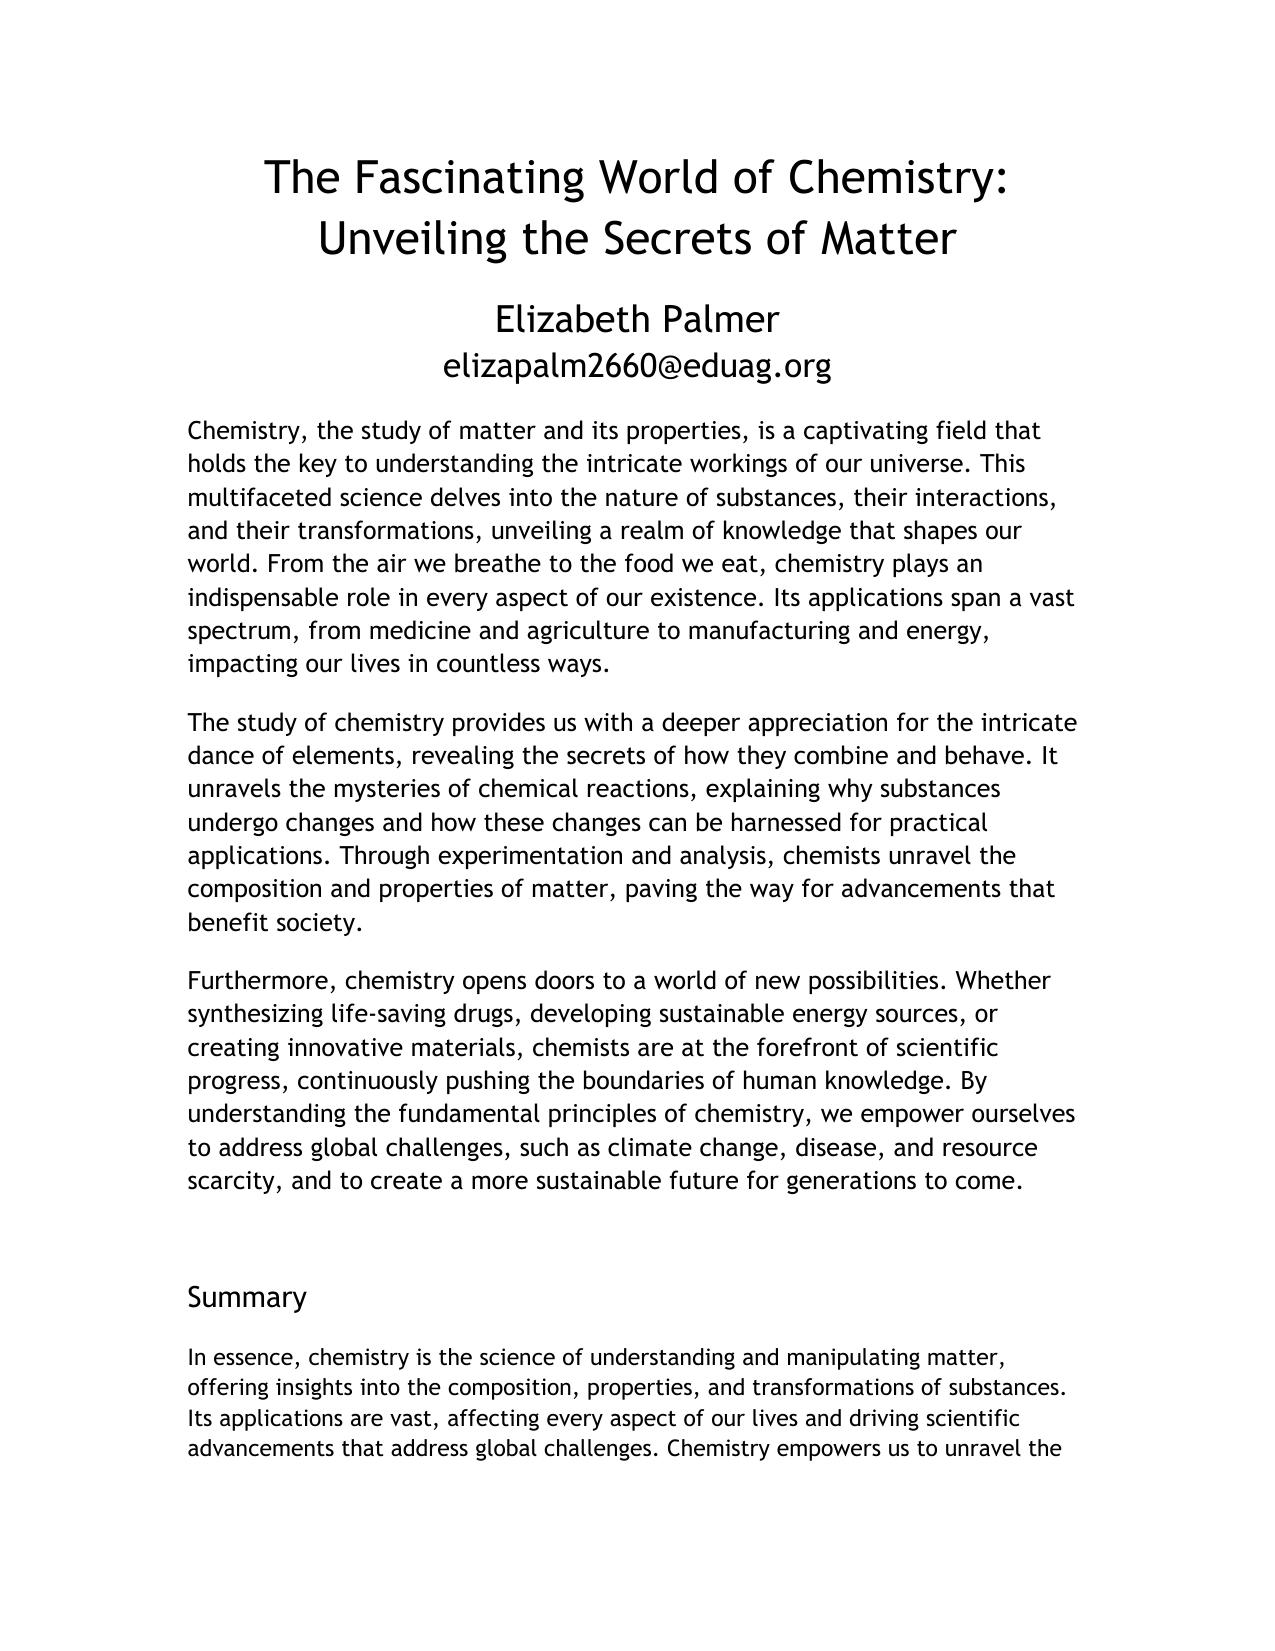 The Fascinating World of Chemistry:
Unveiling the Secrets of Matter
Elizabeth Palmer
elizapalm2660@eduag.org
Chemistry, the study of matter and its properties, is a captivating field that
holds the key to understanding the intricate workings of our universe. This
multifaceted science delves into the nature of substances, their interactions,
and their transformations, unveiling a realm of knowledge that shapes our
world. From the air we breathe to the food we eat, chemistry plays an
indispensable role in every aspect of our existence. Its applications span a vast
spectrum, from medicine and agriculture to manufacturing and energy,
impacting our lives in countless ways.
The study of chemistry provides us with a deeper appreciation for the intricate
dance of elements, revealing the secrets of how they combine and behave. It
unravels the mysteries of chemical reactions, explaining why substances
undergo changes and how these changes can be harnessed for practical
applications. Through experimentation and analysis, chemists unravel the
composition and properties of matter, paving the way for advancements that
benefit society.
Furthermore, chemistry opens doors to a world of new possibilities. Whether
synthesizing life-saving drugs, developing sustainable energy sources, or
creating innovative materials, chemists are at the forefront of scientific
progress, continuously pushing the boundaries of human knowledge. By
understanding the fundamental principles of chemistry, we empower ourselves
to address global challenges, such as climate change, disease, and resource
scarcity, and to create a more sustainable future for generations to come.
Summary
In essence, chemistry is the science of understanding and manipulating matter,
offering insights into the composition, properties, and transformations of substances.
Its applications are vast, affecting every aspect of our lives and driving scientific
advancements that address global challenges. Chemistry empowers us to unravel the